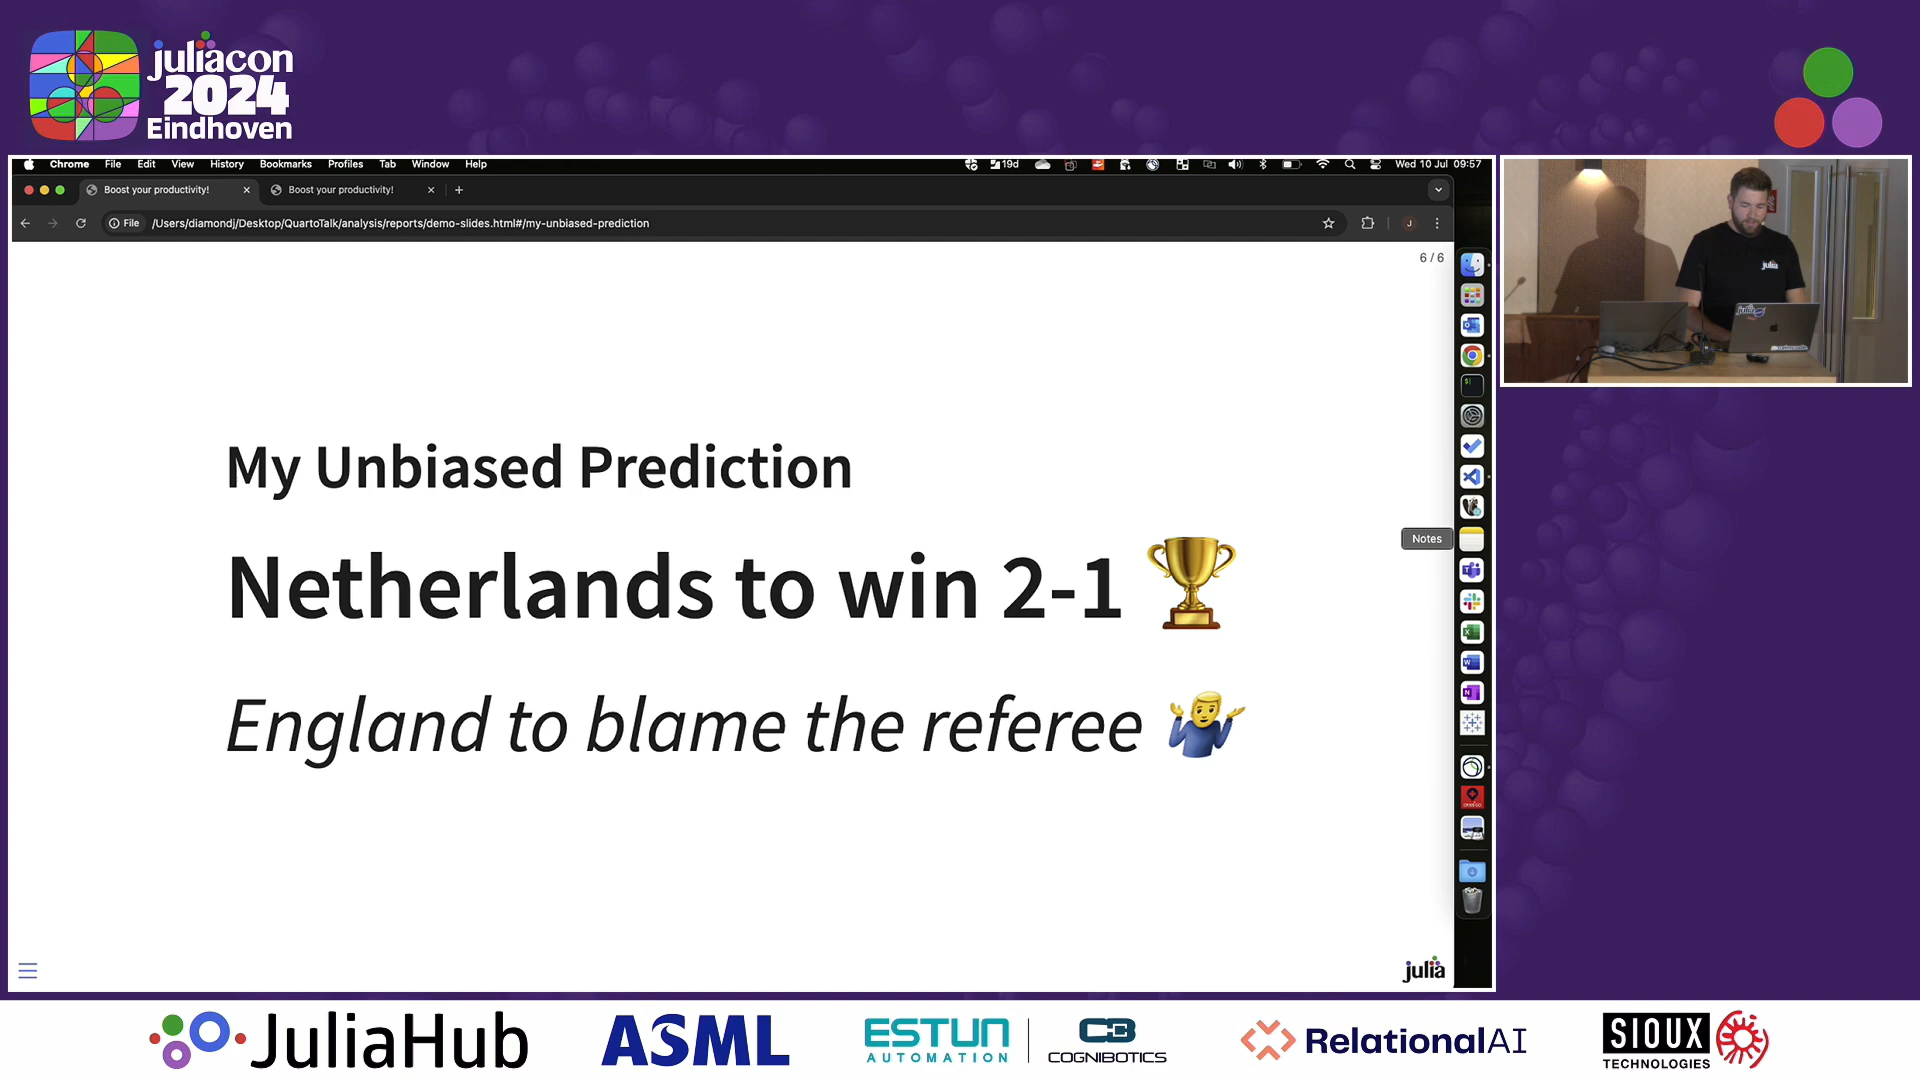 juliacon
2024
Eindhoven
Chrome File Edit View History Bookmarks Profiles Tab Window Help
19d
Wed 10 Jul 09:57
Boost your productivity!
Boost your productivity!
File /Users/diamondj/Desktop/QuartoTalk/analysis/reports/demo-slides.html#/my-unbiased-prediction
J
6 / 6
My Unbiased Prediction
Netherlands to win 2-1
England to blame the referee
Notes
julia
julia
julia
JuliaHub
ASML
ESTUN
AUTOMATION
COGNIBOTICS
RelationalAI
SIOUX
TECHNOLOGIES